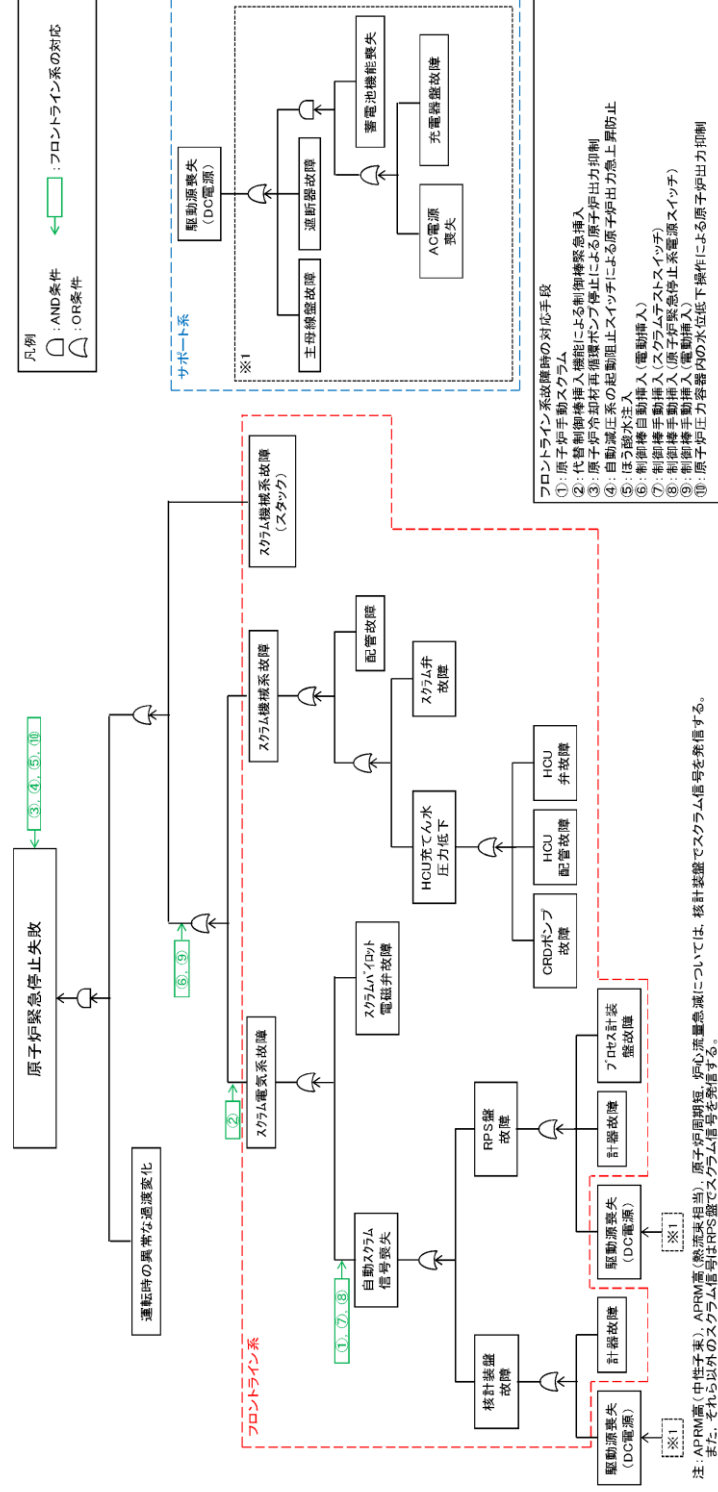 原子炉緊急停止失敗
③, ④, ⑤, ⑩
運転時の異常な過渡変化
⑥, ⑨
②
フロントライン系
スクラム電気系故障
スクラム機械系故障
スクラム機械系故障
(スタック)
①, ⑦, ⑧
自動スクラム
信号喪失
スクラムパイロット
電磁弁故障
HCU充てん水
圧力低下
スクラム弁
故障
配管故障
核計装盤
故障
RPS盤
故障
CRDポンプ
故障
HCU
配管故障
HCU
弁故障
駆動源喪失
(DC電源)
計器故障
駆動源喪失
(DC電源)
計器故障
プロセス計装
盤故障
※1
※1
注:APRM高(中性子束),APRM高(熱流束相当),原子炉周期短,炉心流量急減については,核計装盤でスクラム信号を発信する。
また,それら以外のスクラム信号はRPS盤でスクラム信号を発信する。
凡例
:AND条件
:OR条件
:フロントライン系の対応
サポート系
※1
駆動源喪失
(DC電源)
主母線盤故障
遮断器故障
蓄電池機能喪失
AC電源
喪失
充電器盤故障
フロントライン系故障時の対応手段
①:原子炉手動スクラム
②:代替制御棒挿入機能による制御棒緊急挿入
③:原子炉冷却材再循環ポンプ停止による原子炉出力抑制
④:自動減圧系の起動阻止スイッチによる原子炉出力急上昇防止
⑤:ほう酸水注入
⑥:制御棒自動挿入(電動挿入)
⑦:制御棒手動挿入(スクラムテストスイッチ)
⑧:制御棒手動挿入(原子炉緊急停止系電源スイッチ)
⑨:制御棒手動挿入(電動挿入)
⑩:原子炉圧力容器内の水位低下操作による原子炉出力抑制